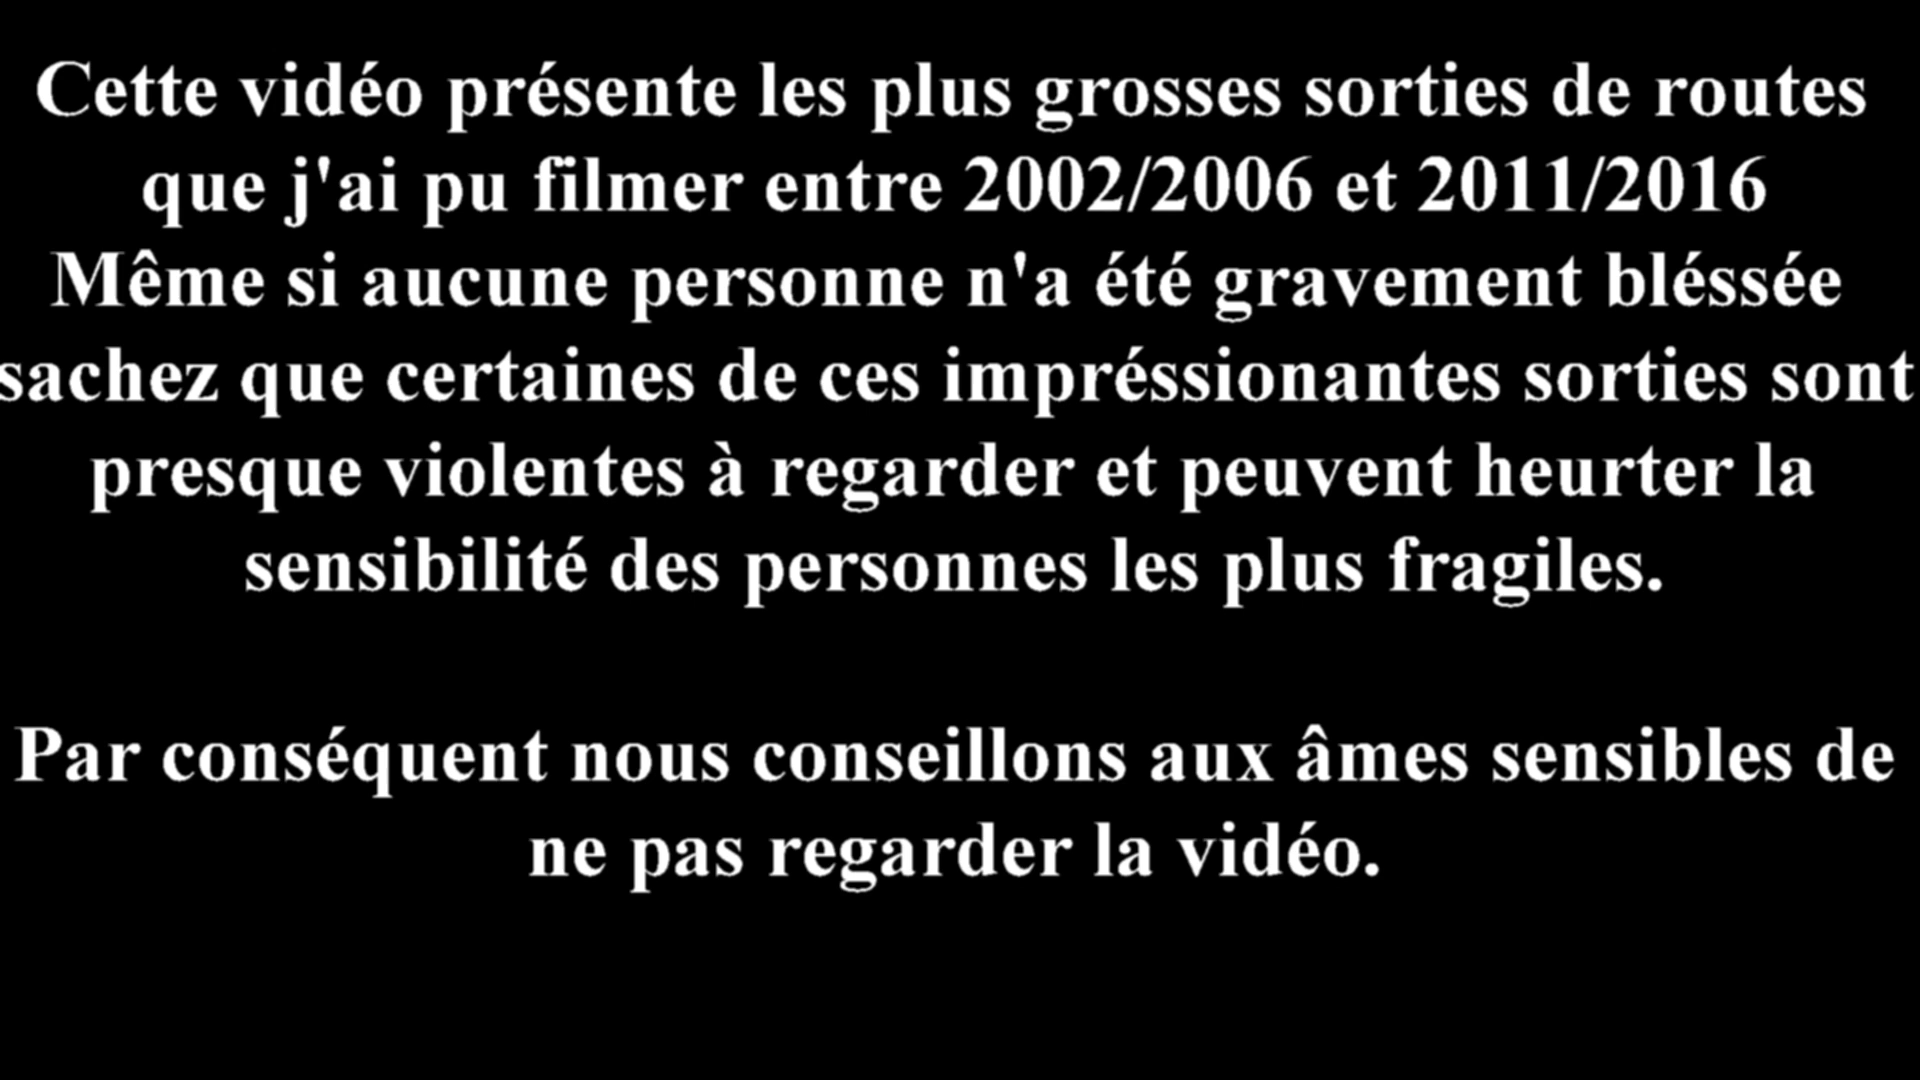 Cette vidéo présente les plus grosses sorties de routes
que j'ai pu filmer entre 2002/2006 et 2011/2016
Même si aucune personne n'a été gravement bléssée
sachez que certaines de ces impréssionantes sorties sont
presque violentes à regarder et peuvent heurter la
sensibilité des personnes les plus fragiles.
Par conséquent nous conseillons aux âmes sensibles de
ne pas regarder la vidéo.